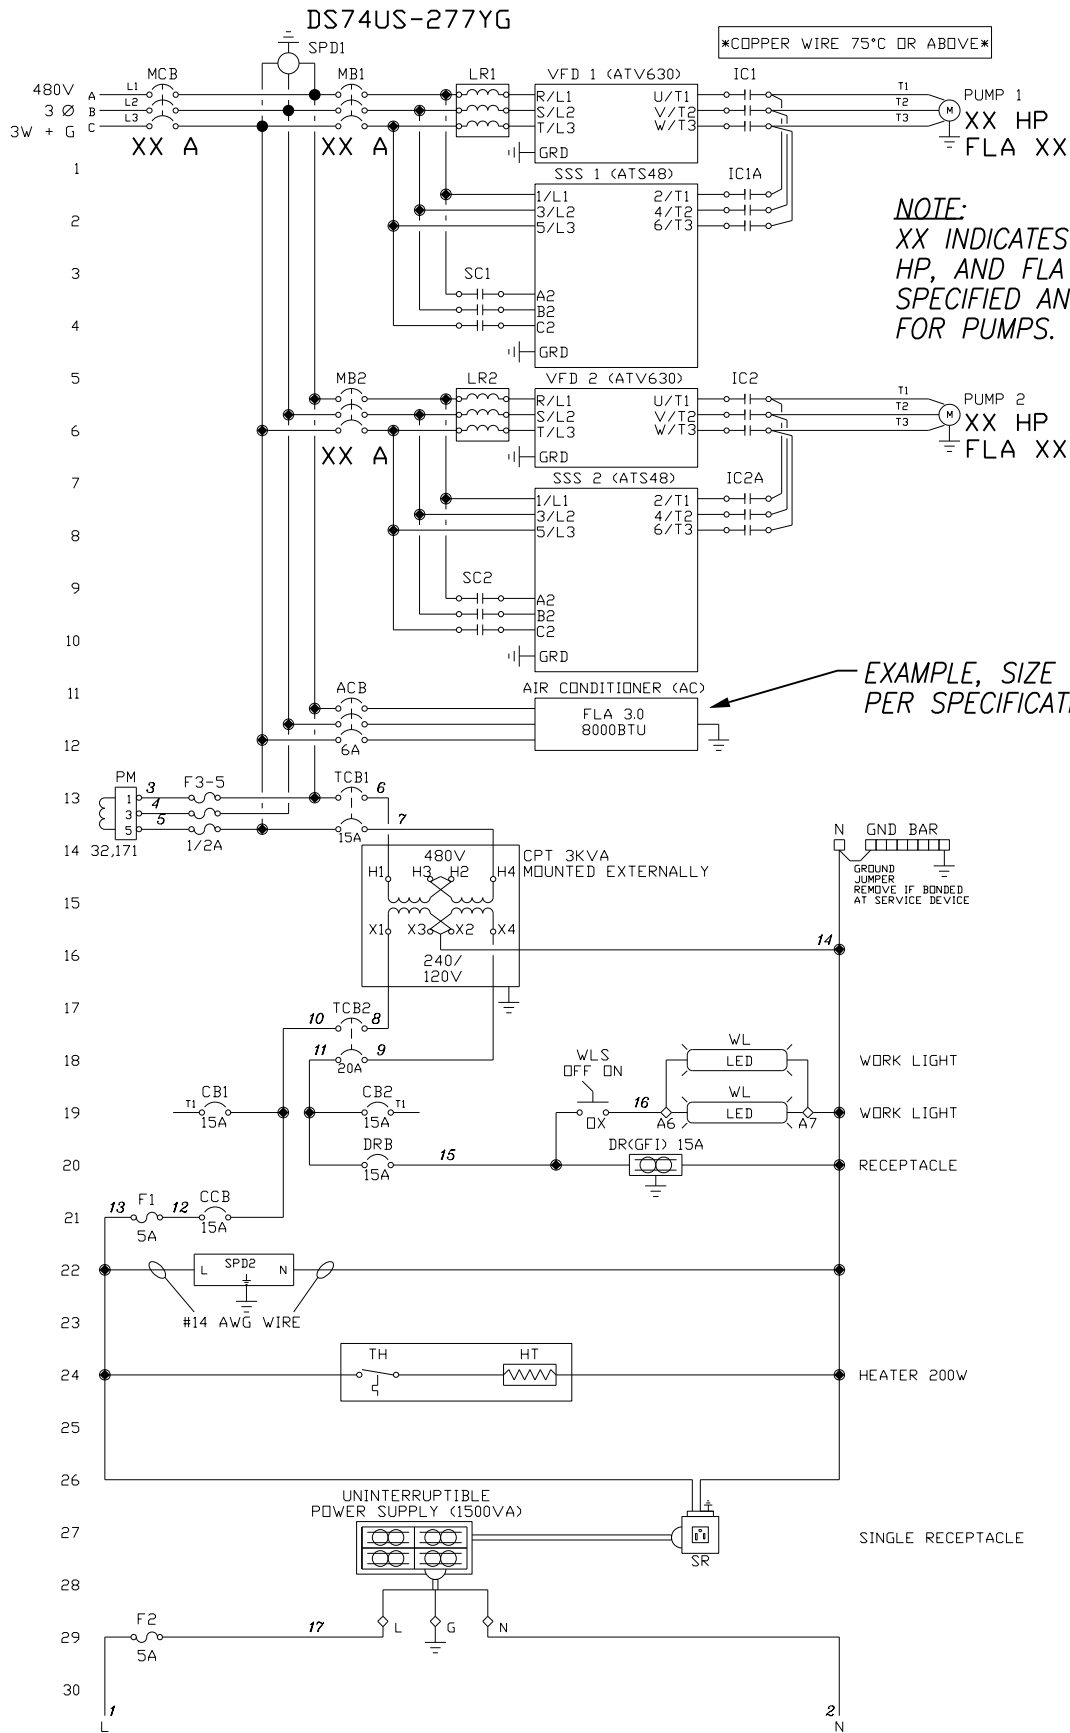 DS74US-277YG
*COPPER WIRE 75°C OR ABOVE*
SPD1
480V
3 Ø
3W + G
A
B
C
L1
L2
L3
MCB
XX A
MB1
XX A
LR1
VFD 1 (ATV630)
R/L1
S/L2
T/L3
U/T1
V/T2
W/T3
GRD
IC1
T1
T2
T3
M
PUMP 1
XX HP
FLA XX
1
SSS 1 (ATS48)
1/L1
3/L2
5/L3
2/T1
4/T2
6/T3
IC1A
2
NOTE:
XX INDICATES
HP, AND FLA
SPECIFIED AN
FOR PUMPS.
3
SC1
A2
B2
C2
4
GRD
5
MB2
XX A
LR2
VFD 2 (ATV630)
R/L1
S/L2
T/L3
U/T1
V/T2
W/T3
GRD
IC2
T1
T2
T3
M
PUMP 2
XX HP
FLA XX
6
7
SSS 2 (ATS48)
1/L1
3/L2
5/L3
2/T1
4/T2
6/T3
IC2A
8
9
SC2
A2
B2
C2
10
GRD
11
ACB
6A
AIR CONDITIONER (AC)
FLA 3.0
8000BTU
EXAMPLE, SIZE
PER SPECIFICAT
12
13
PM
1
3
5
32,171
3
4
5
F3-5
1/2A
TCB1
15A
6
7
14
CPT 3KVA
MOUNTED EXTERNALLY
480V
H1
H3
H2
H4
N
GND BAR
GROUND
JUMPER
REMOVE IF BONDED
AT SERVICE DEVICE
15
X1
X3
X2
X4
240/
120V
14
16
17
TCB2
10
8
11
9
20A
18
WLS
OFF ON
OX
16
WL
LED
WORK LIGHT
19
T1
CB1
15A
CB2
15A
T1
A6
WL
LED
A7
WORK LIGHT
20
DRB
15A
15
DR(GFI) 15A
RECEPTACLE
21
13
F1
5A
12
CCB
15A
22
L
SPD2
N
23
#14 AWG WIRE
24
TH
HT
HEATER 200W
25
26
UNINTERRUPTIBLE
POWER SUPPLY (1500VA)
27
SR
SINGLE RECEPTACLE
28
L
G
N
29
F2
5A
17
30
1
L
2
N